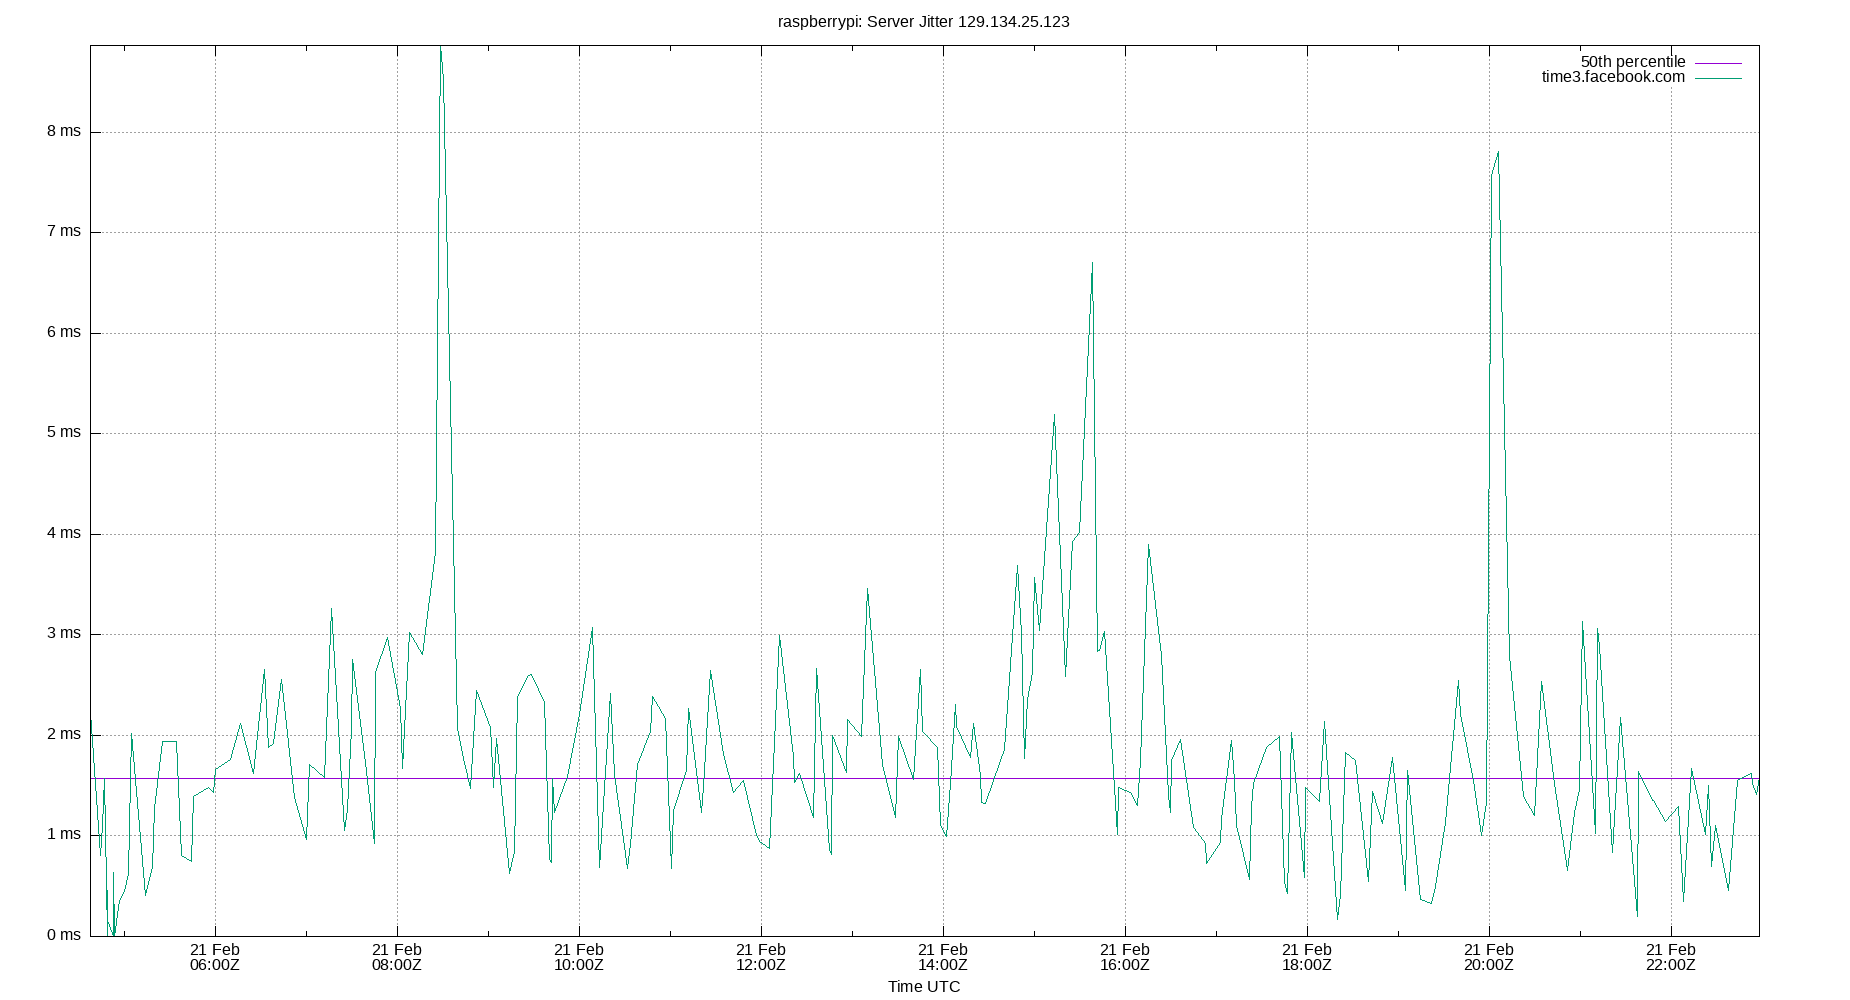 raspberrypi: Server Jitter 129.134.25.123
50th percentile
time3.facebook.com
8 ms
7 ms
6 ms
5 ms
4 ms
3 ms
2 ms
1 ms
0 ms
21 Feb 21 Feb 21 Feb 21 Feb 21 Feb 21 Feb 21 Feb 21 Feb 21 Feb
06:00Z 08:00Z 10:00Z 12:00Z 14:00Z 16:00Z 18:00Z 20:00Z 22:00Z
Time UTC